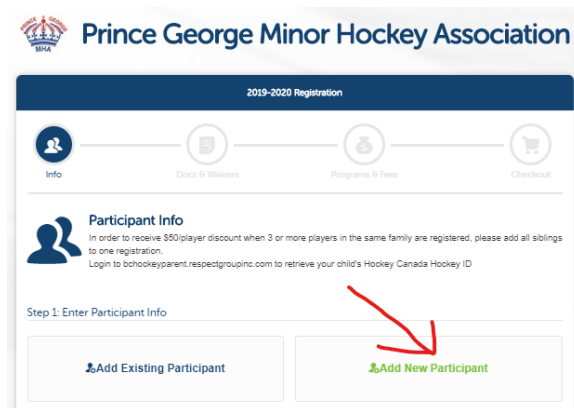 PRINCE GEORGE
MHA
Prince George Minor Hockey Association
2019-2020 Registration
Info
Docs & Waivers
Programs & Fees
Checkout
Participant Info
In order to receive $50/player discount when 3 or more players in the same family are registered, please add all siblings
to one registration.
Login to bchockeyparent.respectgroupinc.com to retrieve your child's Hockey Canada Hockey ID
Step 1: Enter Participant Info
Add Existing Participant
Add New Participant